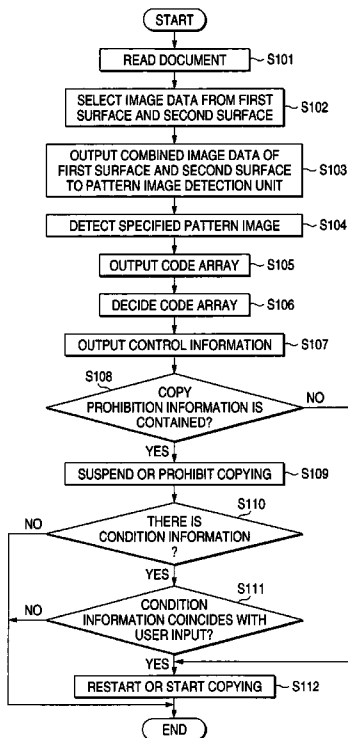 START
READ DOCUMENT
S101
SELECT IMAGE DATA FROM FIRST
SURFACE AND SECOND SURFACE
S102
OUTPUT COMBINED IMAGE DATA OF
FIRST SURFACE AND SECOND SURFACE
TO PATTERN IMAGE DETECTION UNIT
S103
DETECT SPECIFIED PATTERN IMAGE
S104
OUTPUT CODE ARRAY
S105
DECIDE CODE ARRAY
S106
OUTPUT CONTROL INFORMATION
S107
S108
COPY
PROHIBITION INFORMATION IS
CONTAINED?
NO
YES
SUSPEND OR PROHIBIT COPYING
S109
S110
NO
THERE IS
CONDITION INFORMATION
?
YES
S111
NO
CONDITION
INFORMATION COINCIDES WITH
USER INPUT?
YES
RESTART OR START COPYING
S112
END